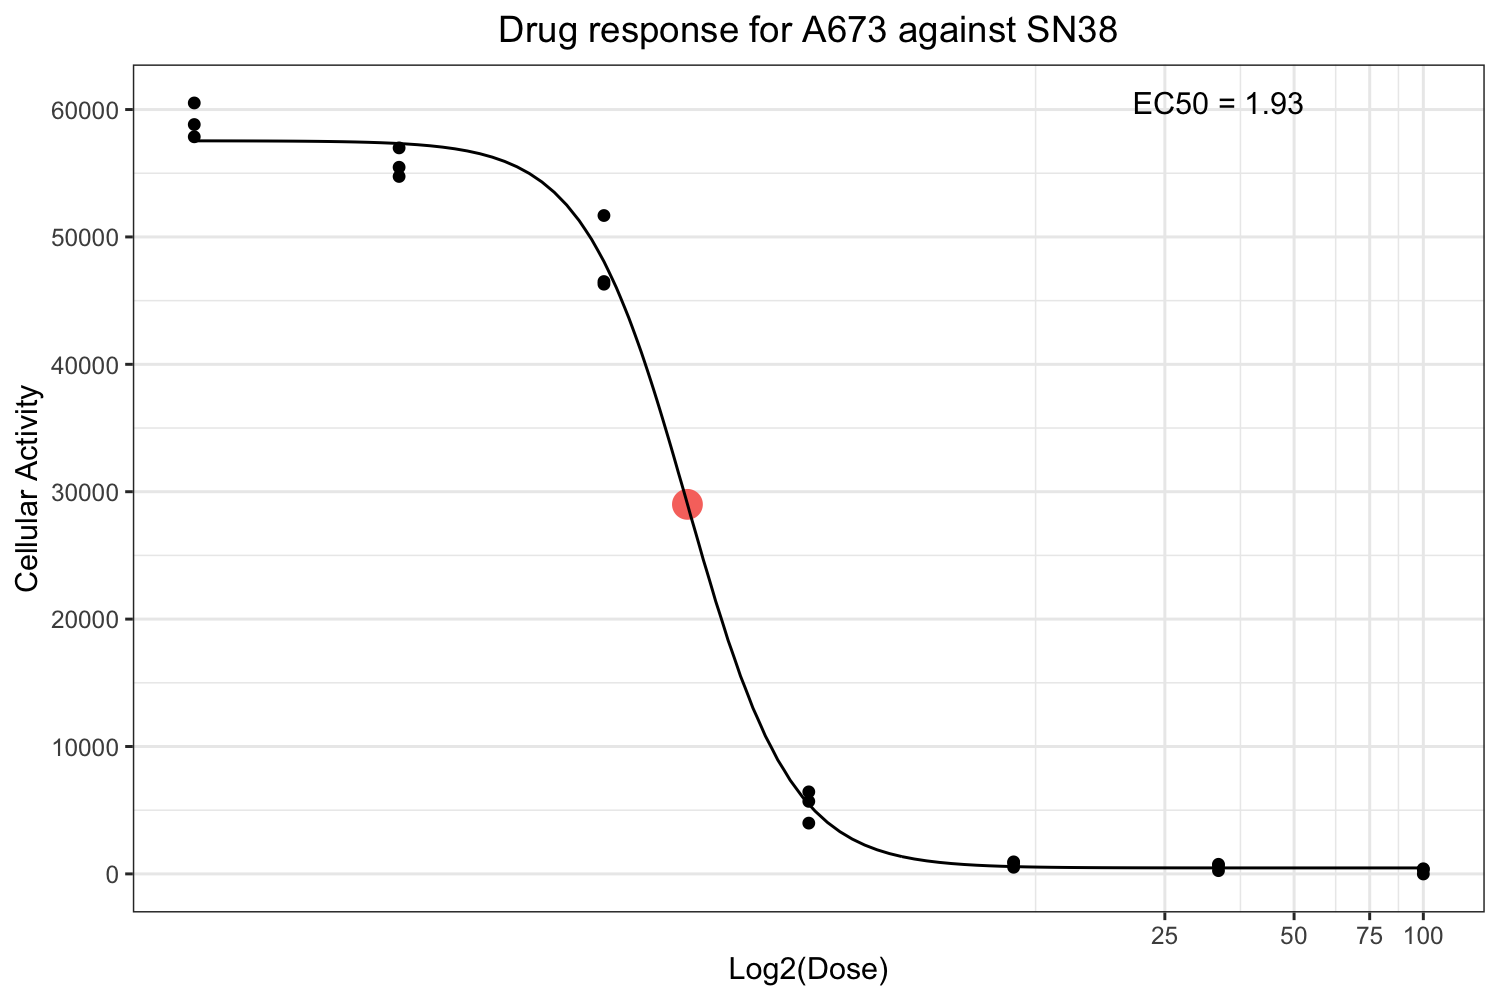 Drug response for A673 against SN38
EC50 = 1.93
60000
50000
40000
30000
20000
10000
0
Cellular Activity
25 50 75 100
Log2(Dose)